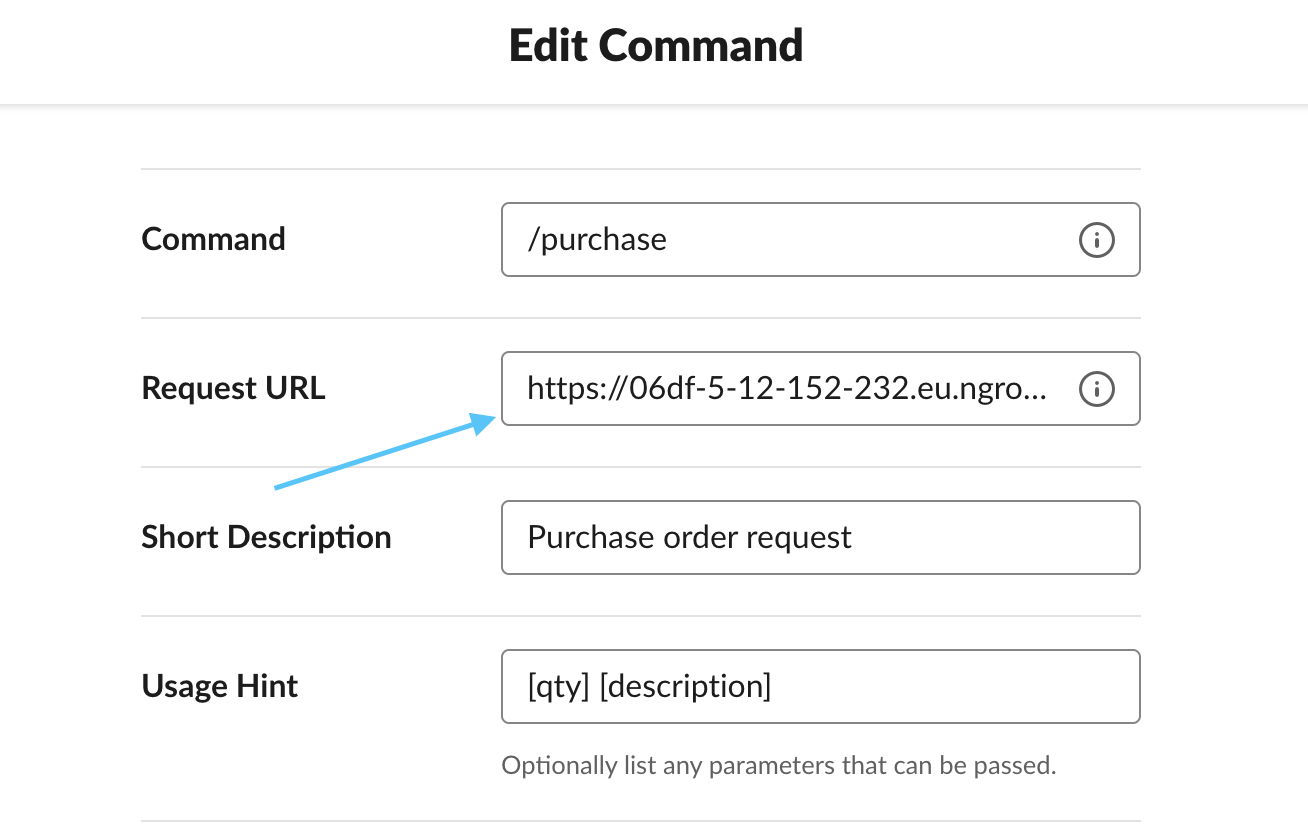 Edit Command
Command
/purchase
Request URL
https://06df-5-12-152-232.eu.ngro...
Short Description
Purchase order request
Usage Hint
[qty] [description]
Optionally list any parameters that can be passed.